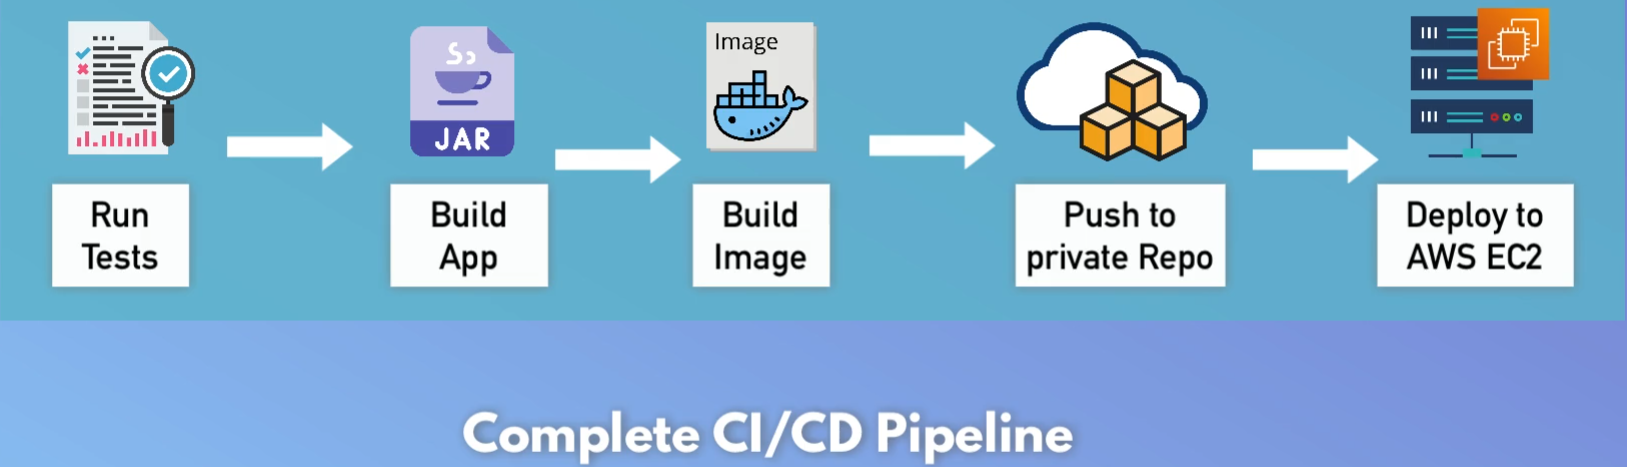 Image
JAR
Run
Tests
Build
App
Build
Image
Push to
private Repo
Deploy to
AWS EC2
Complete CI/CD Pipeline